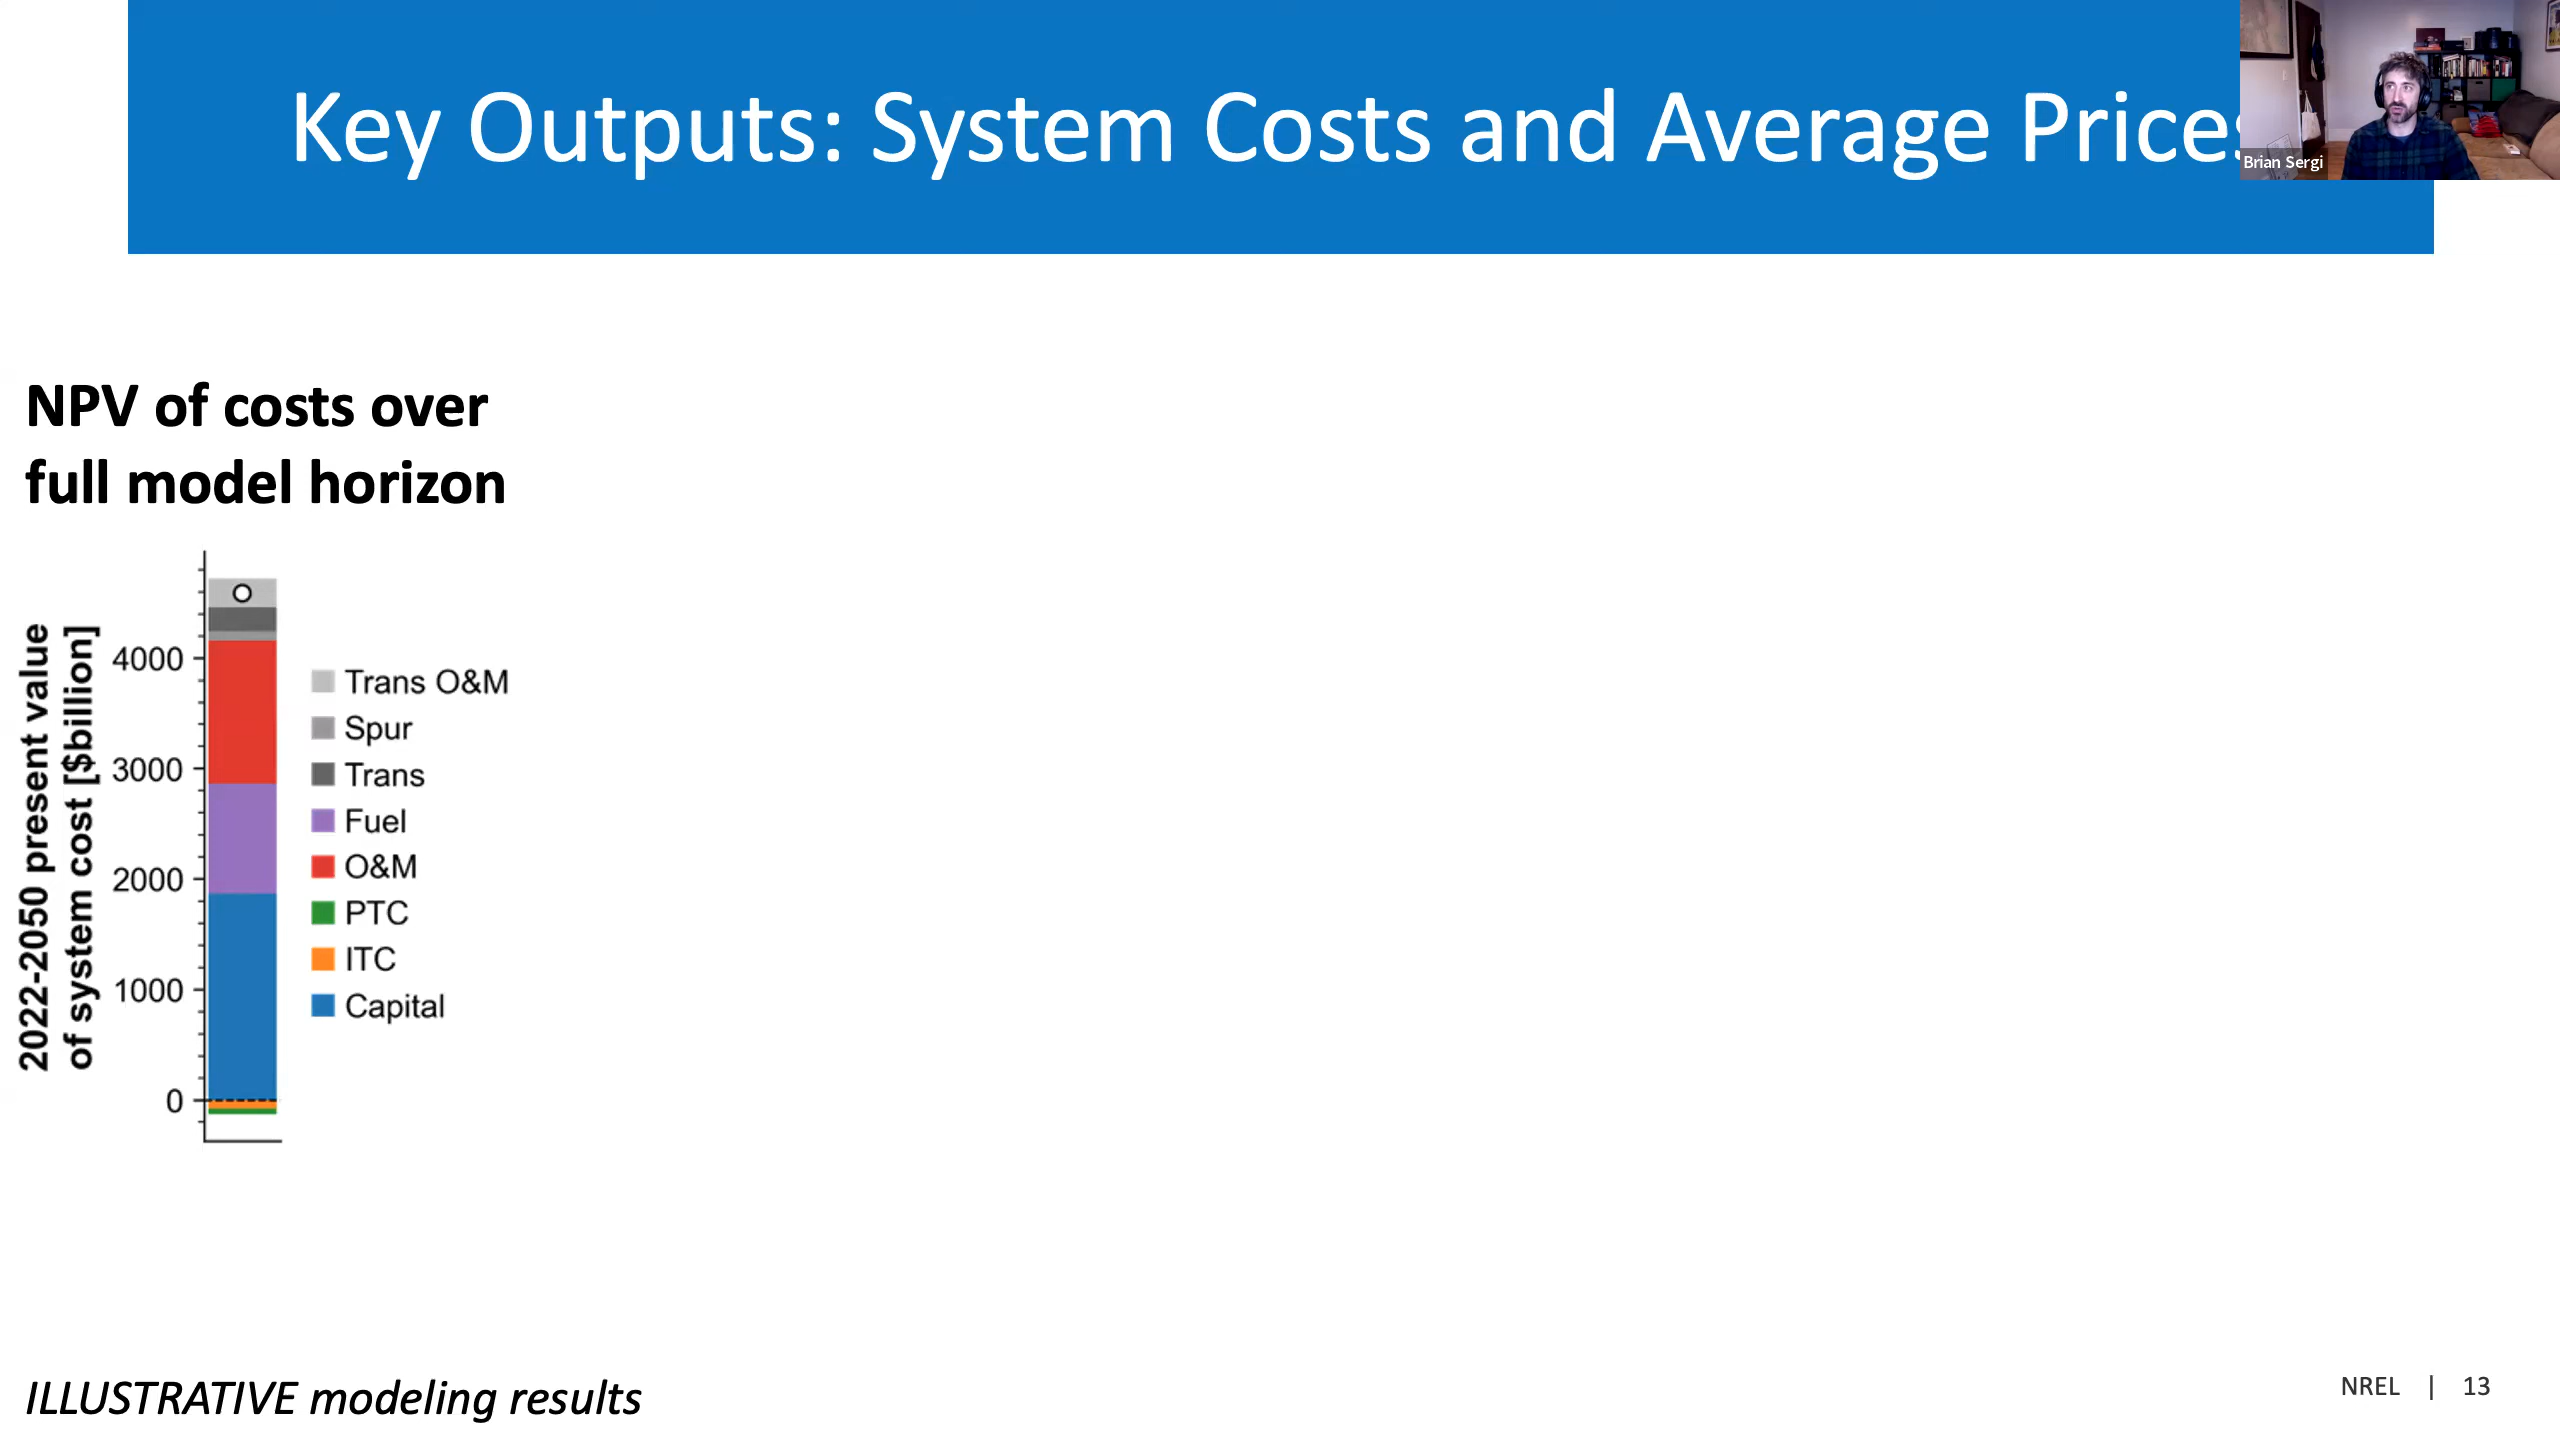 Key Outputs: System Costs and Average Prices
Brian Sergi
NPV of costs over
full model horizon
2022-2050 present value
of system cost [$billion]
4000
3000
2000
1000
0
Trans O&M
Spur
Trans
Fuel
O&M
PTC
ITC
Capital
ILLUSTRATIVE modeling results
NREL | 13